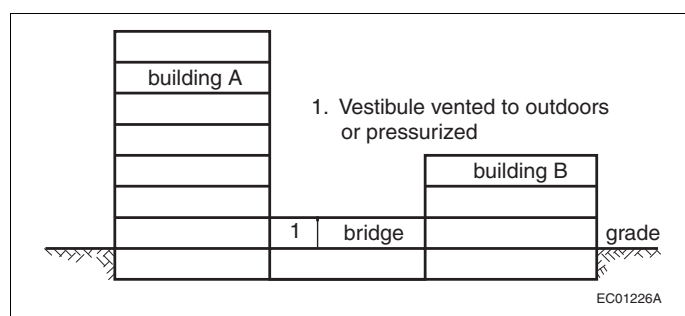 building A
1. Vestibule vented to outdoors
or pressurized
building B
1 bridge
grade
EC01226A